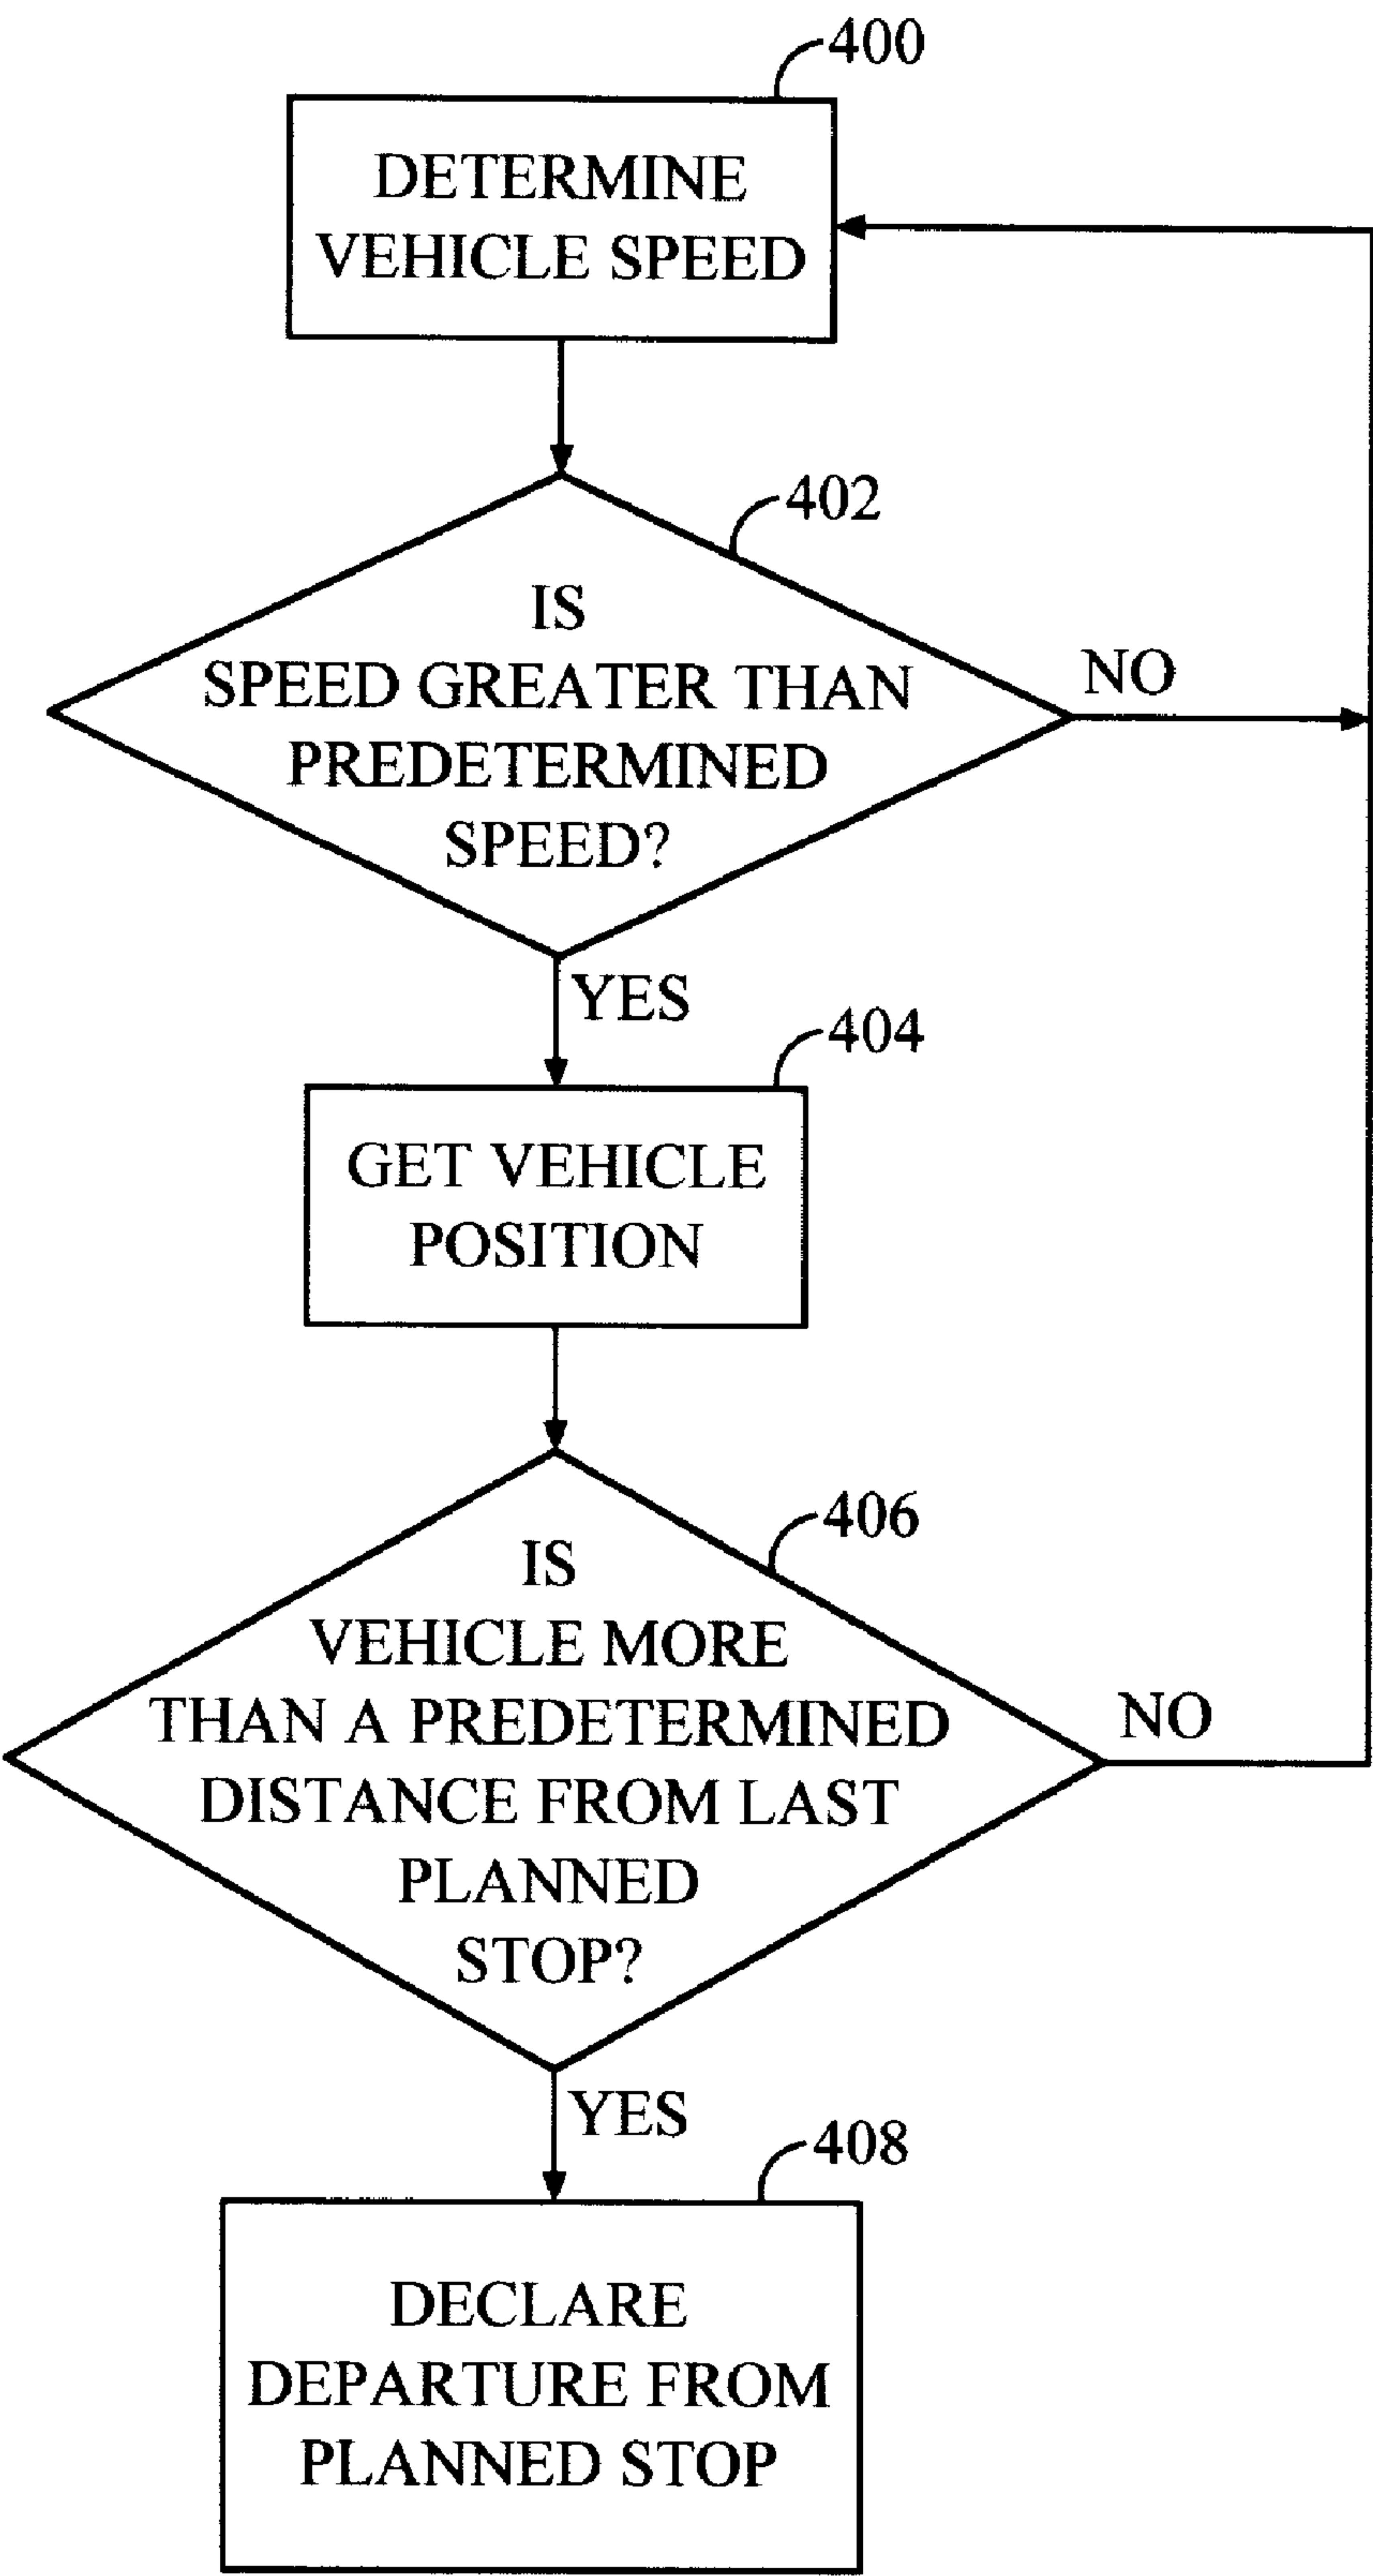 400
DETERMINE
VEHICLE SPEED
402
IS
SPEED GREATER THAN
PREDETERMINED
SPEED?
NO
YES
404
GET VEHICLE
POSITION
406
IS
VEHICLE MORE
THAN A PREDETERMINED
DISTANCE FROM LAST
PLANNED
STOP?
NO
YES
408
DECLARE
DEPARTURE FROM
PLANNED STOP